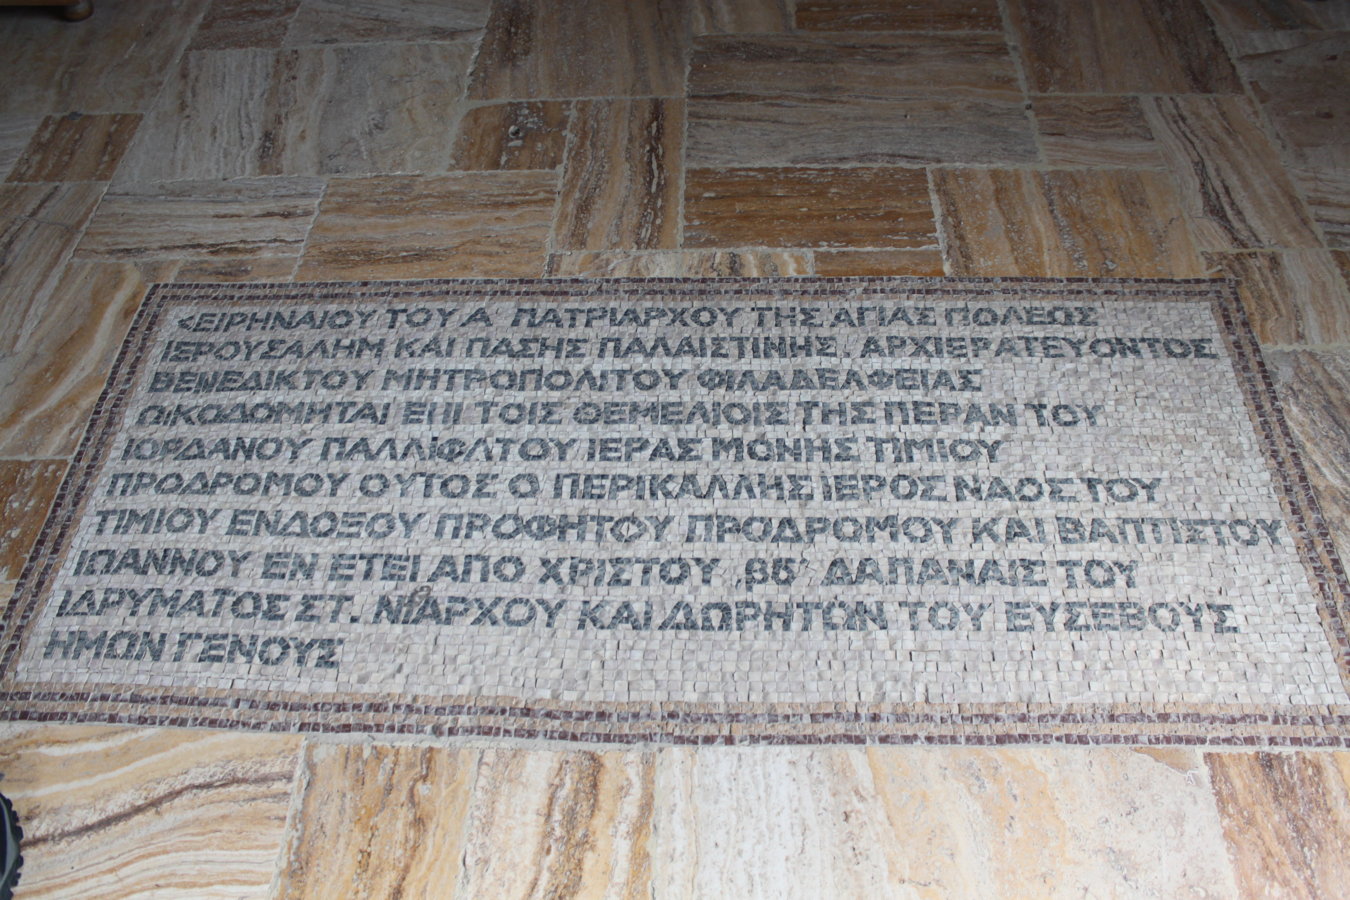 <ΕΙΡΗΝΑΙΟΥ ΤΟΥ Α΄ ΠΑΤΡΙΑΡΧΟΥ ΤΗΣ ΑΓΙΑΣ ΠΟΛΕΩΣ
ΙΕΡΟΥΣΑΛΗΜ ΚΑΙ ΠΑΣΗΣ ΠΑΛΑΙΣΤΙΝΗΣ, ΑΡΧΙΕΡΑΤΕΥΟΝΤΟΣ
ΒΕΝΕΔΙΚΤΟΥ ΜΗΤΡΟΠΟΛΙΤΟΥ ΦΙΛΑΔΕΛΦΕΙΑΣ
ΟΙΚΟΔΟΜΗΤΑΙ ΕΠΙ ΤΟΙΣ ΘΕΜΕΛΙΟΙΣ ΤΗΣ ΠΕΡΑΝ ΤΟΥ
ΙΟΡΔΑΝΟΥ ΠΑΛΑΙΦΑΤΟΥ ΙΕΡΑΣ ΜΟΝΗΣ ΤΙΜΙΟΥ
ΠΡΟΔΡΟΜΟΥ ΟΥΤΟΣ Ο ΠΕΡΙΚΑΛΛΗΣ ΙΕΡΟΣ ΝΑΟΣ ΤΟΥ
ΤΙΜΙΟΥ ΕΝΔΟΞΟΥ ΠΡΟΦΗΤΟΥ ΠΡΟΔΡΟΜΟΥ ΚΑΙ ΒΑΠΤΙΣΤΟΥ
ΙΩΑΝΝΟΥ ΕΝ ΕΤΕΙ ΑΠΟ ΧΡΙΣΤΟΥ ΔΑΠΑΝΑΙΣ ΤΟΥ
ΙΔΡΥΜΑΤΟΣ ΣΤ. ΝΙΑΡΧΟΥ ΚΑΙ ΔΩΡΗΤΩΝ ΤΟΥ ΕΥΣΕΒΟΥΣ
ΗΜΩΝ ΓΕΝΟΥΣ